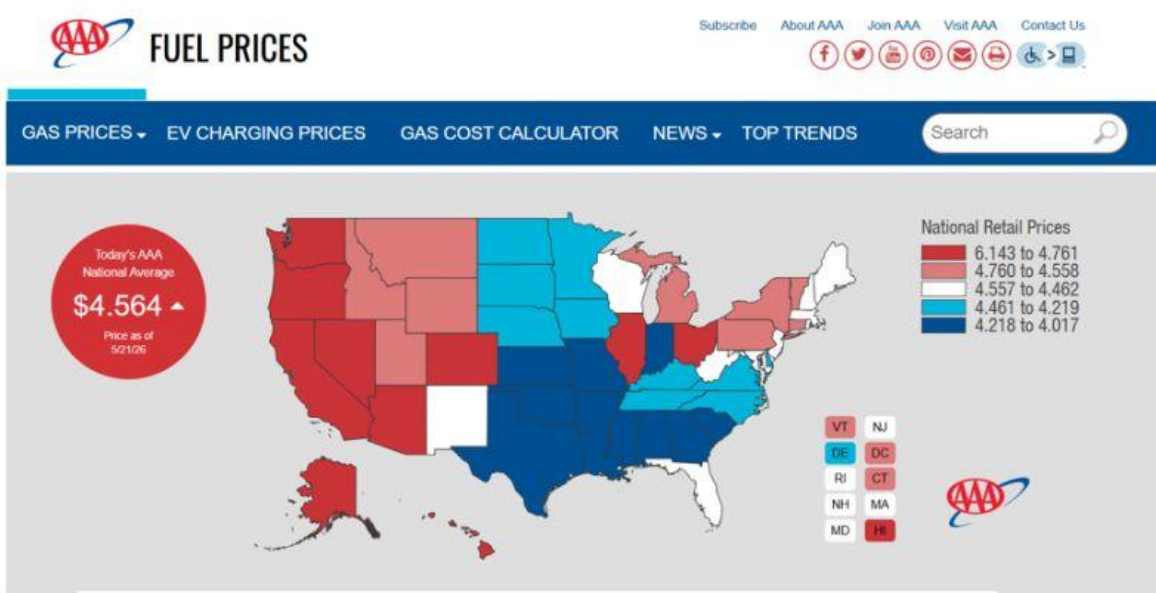 Subscribe About AAA Join AAA Visit AAA Contact Us
AAA FUEL PRICES
GAS PRICES EV CHARGING PRICES GAS COST CALCULATOR NEWS TOP TRENDS Search
Today's AAA
National Average
$4.564
Price as of
5/21/26
National Retail Prices
6.143 to 4.761
4.760 to 4.558
4.557 to 4.462
4.461 to 4.219
4.218 to 4.017
VT NJ
DE DC
RI CT
NH MA
MD HI
AAA